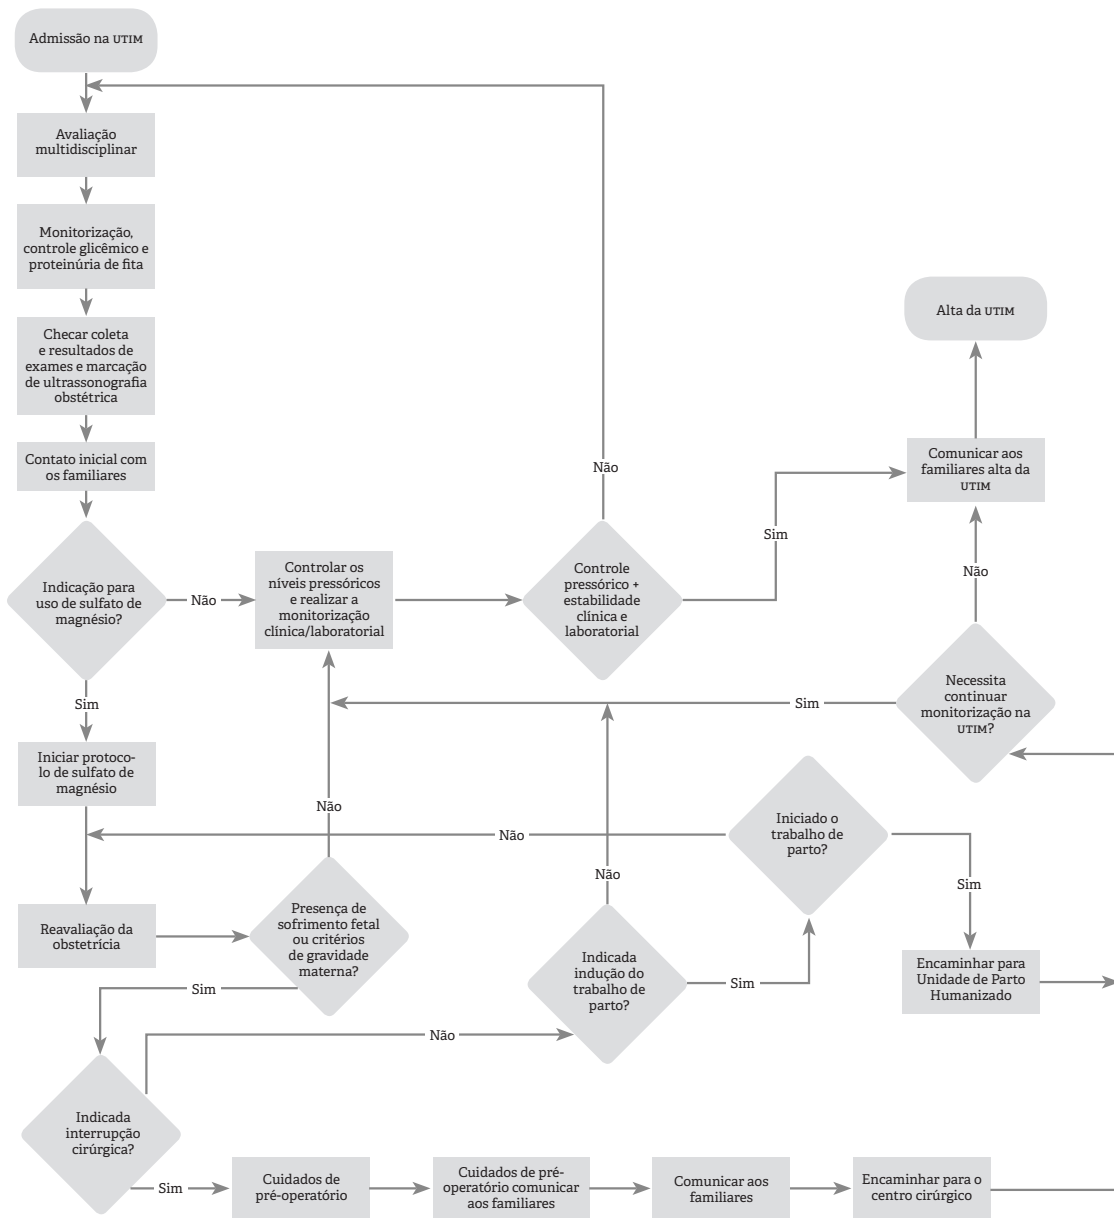 Admissão na UTIM
Avaliação
multidisciplinar
Monitorização,
controle glicêmico e
proteinúria de fita
Checar coleta
e resultados de
exames e marcação
de ultrassonografia
obstétrica
Contato inicial com
os familiares
Indicação para
uso de sulfato de
magnésio?
Não
Controlar os
níveis pressóricos
e realizar a
monitorização
clínica/laboratorial
Controle
pressórico +
estabilidade
clínica e
laboratorial
Não
Sim
Comunicar aos
familiares alta da
UTIM
Alta da UTIM
Não
Necessita
continuar
monitorização na
UTIM?
Sim
Sim
Iniciar protoco-
lo de sulfato de
magnésio
Não
Iniciado o
trabalho de
parto?
Não
Sim
Reavaliação da
obstetrícia
Presença de
sofrimento fetal
ou critérios
de gravidade
materna?
Não
Indicada
indução do
trabalho de
parto?
Sim
Encaminhar para
Unidade de Parto
Humanizado
Sim
Não
Indicada
interrupção
cirúrgica?
Sim
Cuidados de
pré-operatório
Cuidados de pré-
operatório comunicar
aos familiares
Comunicar aos
familiares
Encaminhar para o
centro cirúrgico